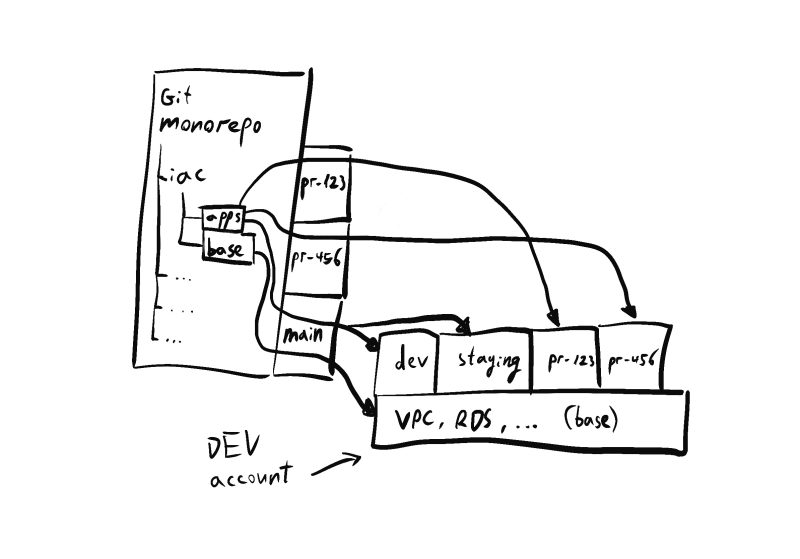 Git
monorepo
iac
apps
base
...
...
...
pr-123
pr-456
main
dev
staying
pr-123
pr-456
VPC, RDS, ... (base)
DEV
account